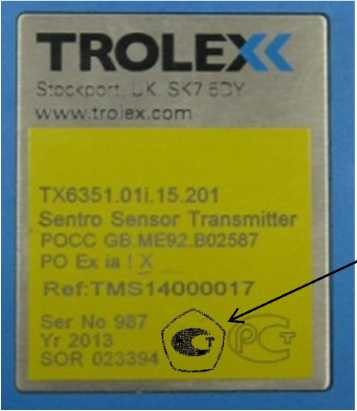 TROLEX
Stockport, UK. SK7 6DY
www.trolex.com
TX6351.01i.15.201
Sentro Sensor Transmitter
POCC GB.ME92.B02587
PO Ex ia I X
Ref:TMS14000017
Ser No 987
Yr 2013
SOR 023394